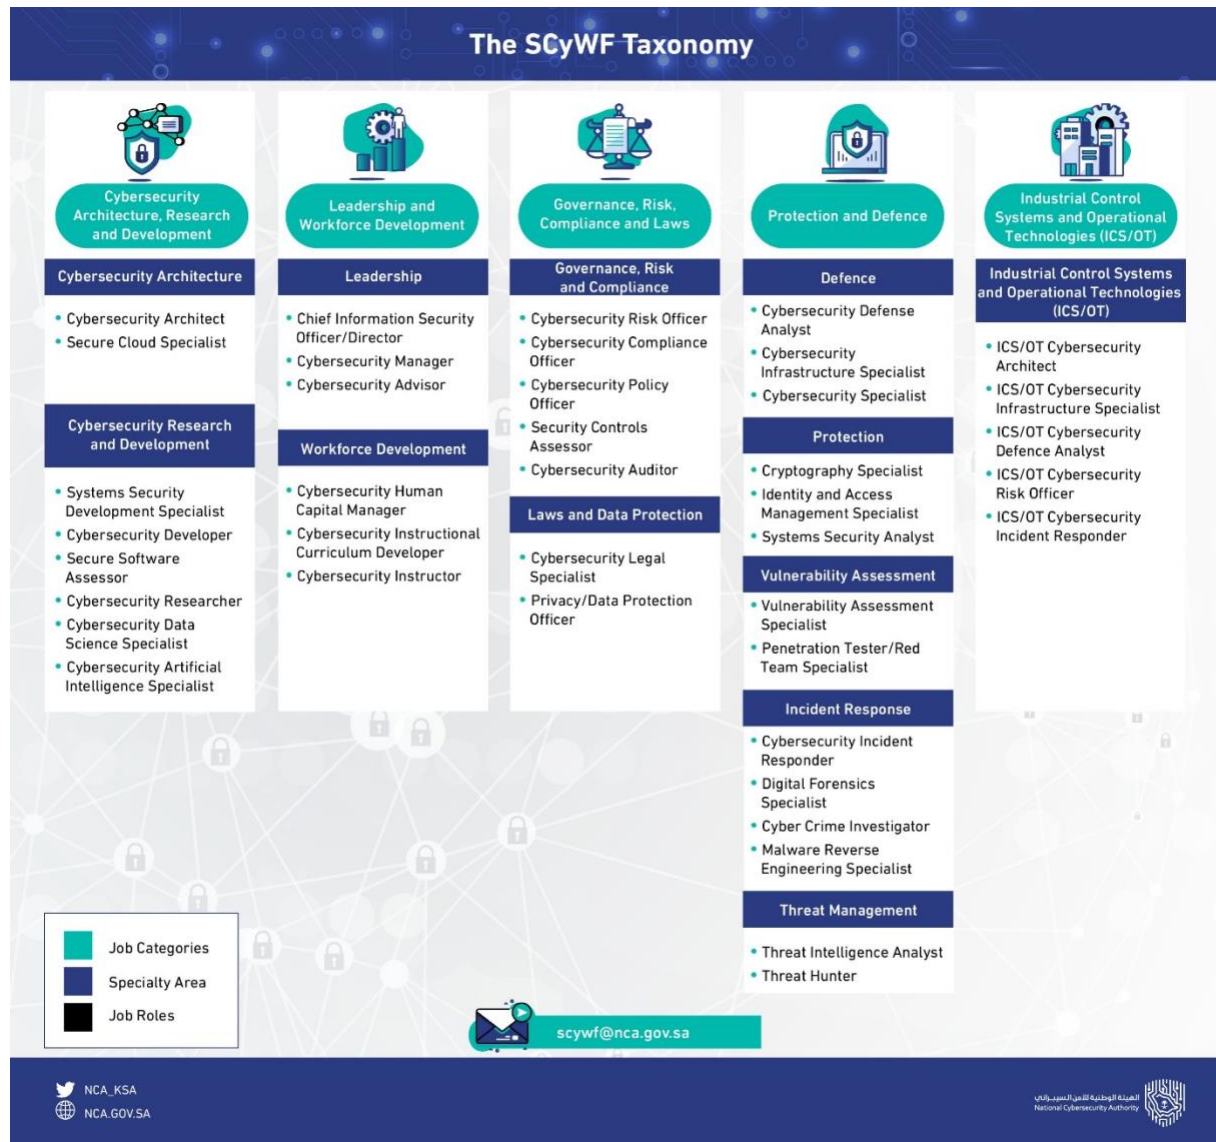 The SCyWF Taxonomy
Cybersecurity
Architecture, Research
and Development
Cybersecurity Architecture
• Cybersecurity Architect
• Secure Cloud Specialist
Cybersecurity Research
and Development
• Systems Security
Development Specialist
• Cybersecurity Developer
• Secure Software
Assessor
• Cybersecurity Researcher
• Cybersecurity Data
Science Specialist
• Cybersecurity Artificial
Intelligence Specialist
Leadership and
Workforce Development
Leadership
• Chief Information Security
Officer/Director
• Cybersecurity Manager
• Cybersecurity Advisor
Workforce Development
• Cybersecurity Human
Capital Manager
• Cybersecurity Instructional
Curriculum Developer
• Cybersecurity Instructor
Governance, Risk,
Compliance and Laws
Governance, Risk
and Compliance
• Cybersecurity Risk Officer
• Cybersecurity Compliance
Officer
• Cybersecurity Policy
Officer
• Security Controls
Assessor
• Cybersecurity Auditor
Laws and Data Protection
• Cybersecurity Legal
Specialist
• Privacy/Data Protection
Officer
Protection and Defence
Defence
• Cybersecurity Defense
Analyst
• Cybersecurity
Infrastructure Specialist
• Cybersecurity Specialist
Protection
• Cryptography Specialist
• Identity and Access
Management Specialist
• Systems Security Analyst
Vulnerability Assessment
• Vulnerability Assessment
Specialist
• Penetration Tester/Red
Team Specialist
Incident Response
• Cybersecurity Incident
Responder
• Digital Forensics
Specialist
• Cyber Crime Investigator
• Malware Reverse
Engineering Specialist
Threat Management
• Threat Intelligence Analyst
• Threat Hunter
Industrial Control
Systems and Operational
Technologies (ICS/OT)
Industrial Control Systems
and Operational Technologies
(ICS/OT)
• ICS/OT Cybersecurity
Architect
• ICS/OT Cybersecurity
Infrastructure Specialist
• ICS/OT Cybersecurity
Defence Analyst
• ICS/OT Cybersecurity
Risk Officer
• ICS/OT Cybersecurity
Incident Responder
Job Categories
Specialty Area
Job Roles
scywf@nca.gov.sa
NCA_KSA
NCA.GOV.SA
الهيئة الوطنية للأمن السيبراني
National Cybersecurity Authority